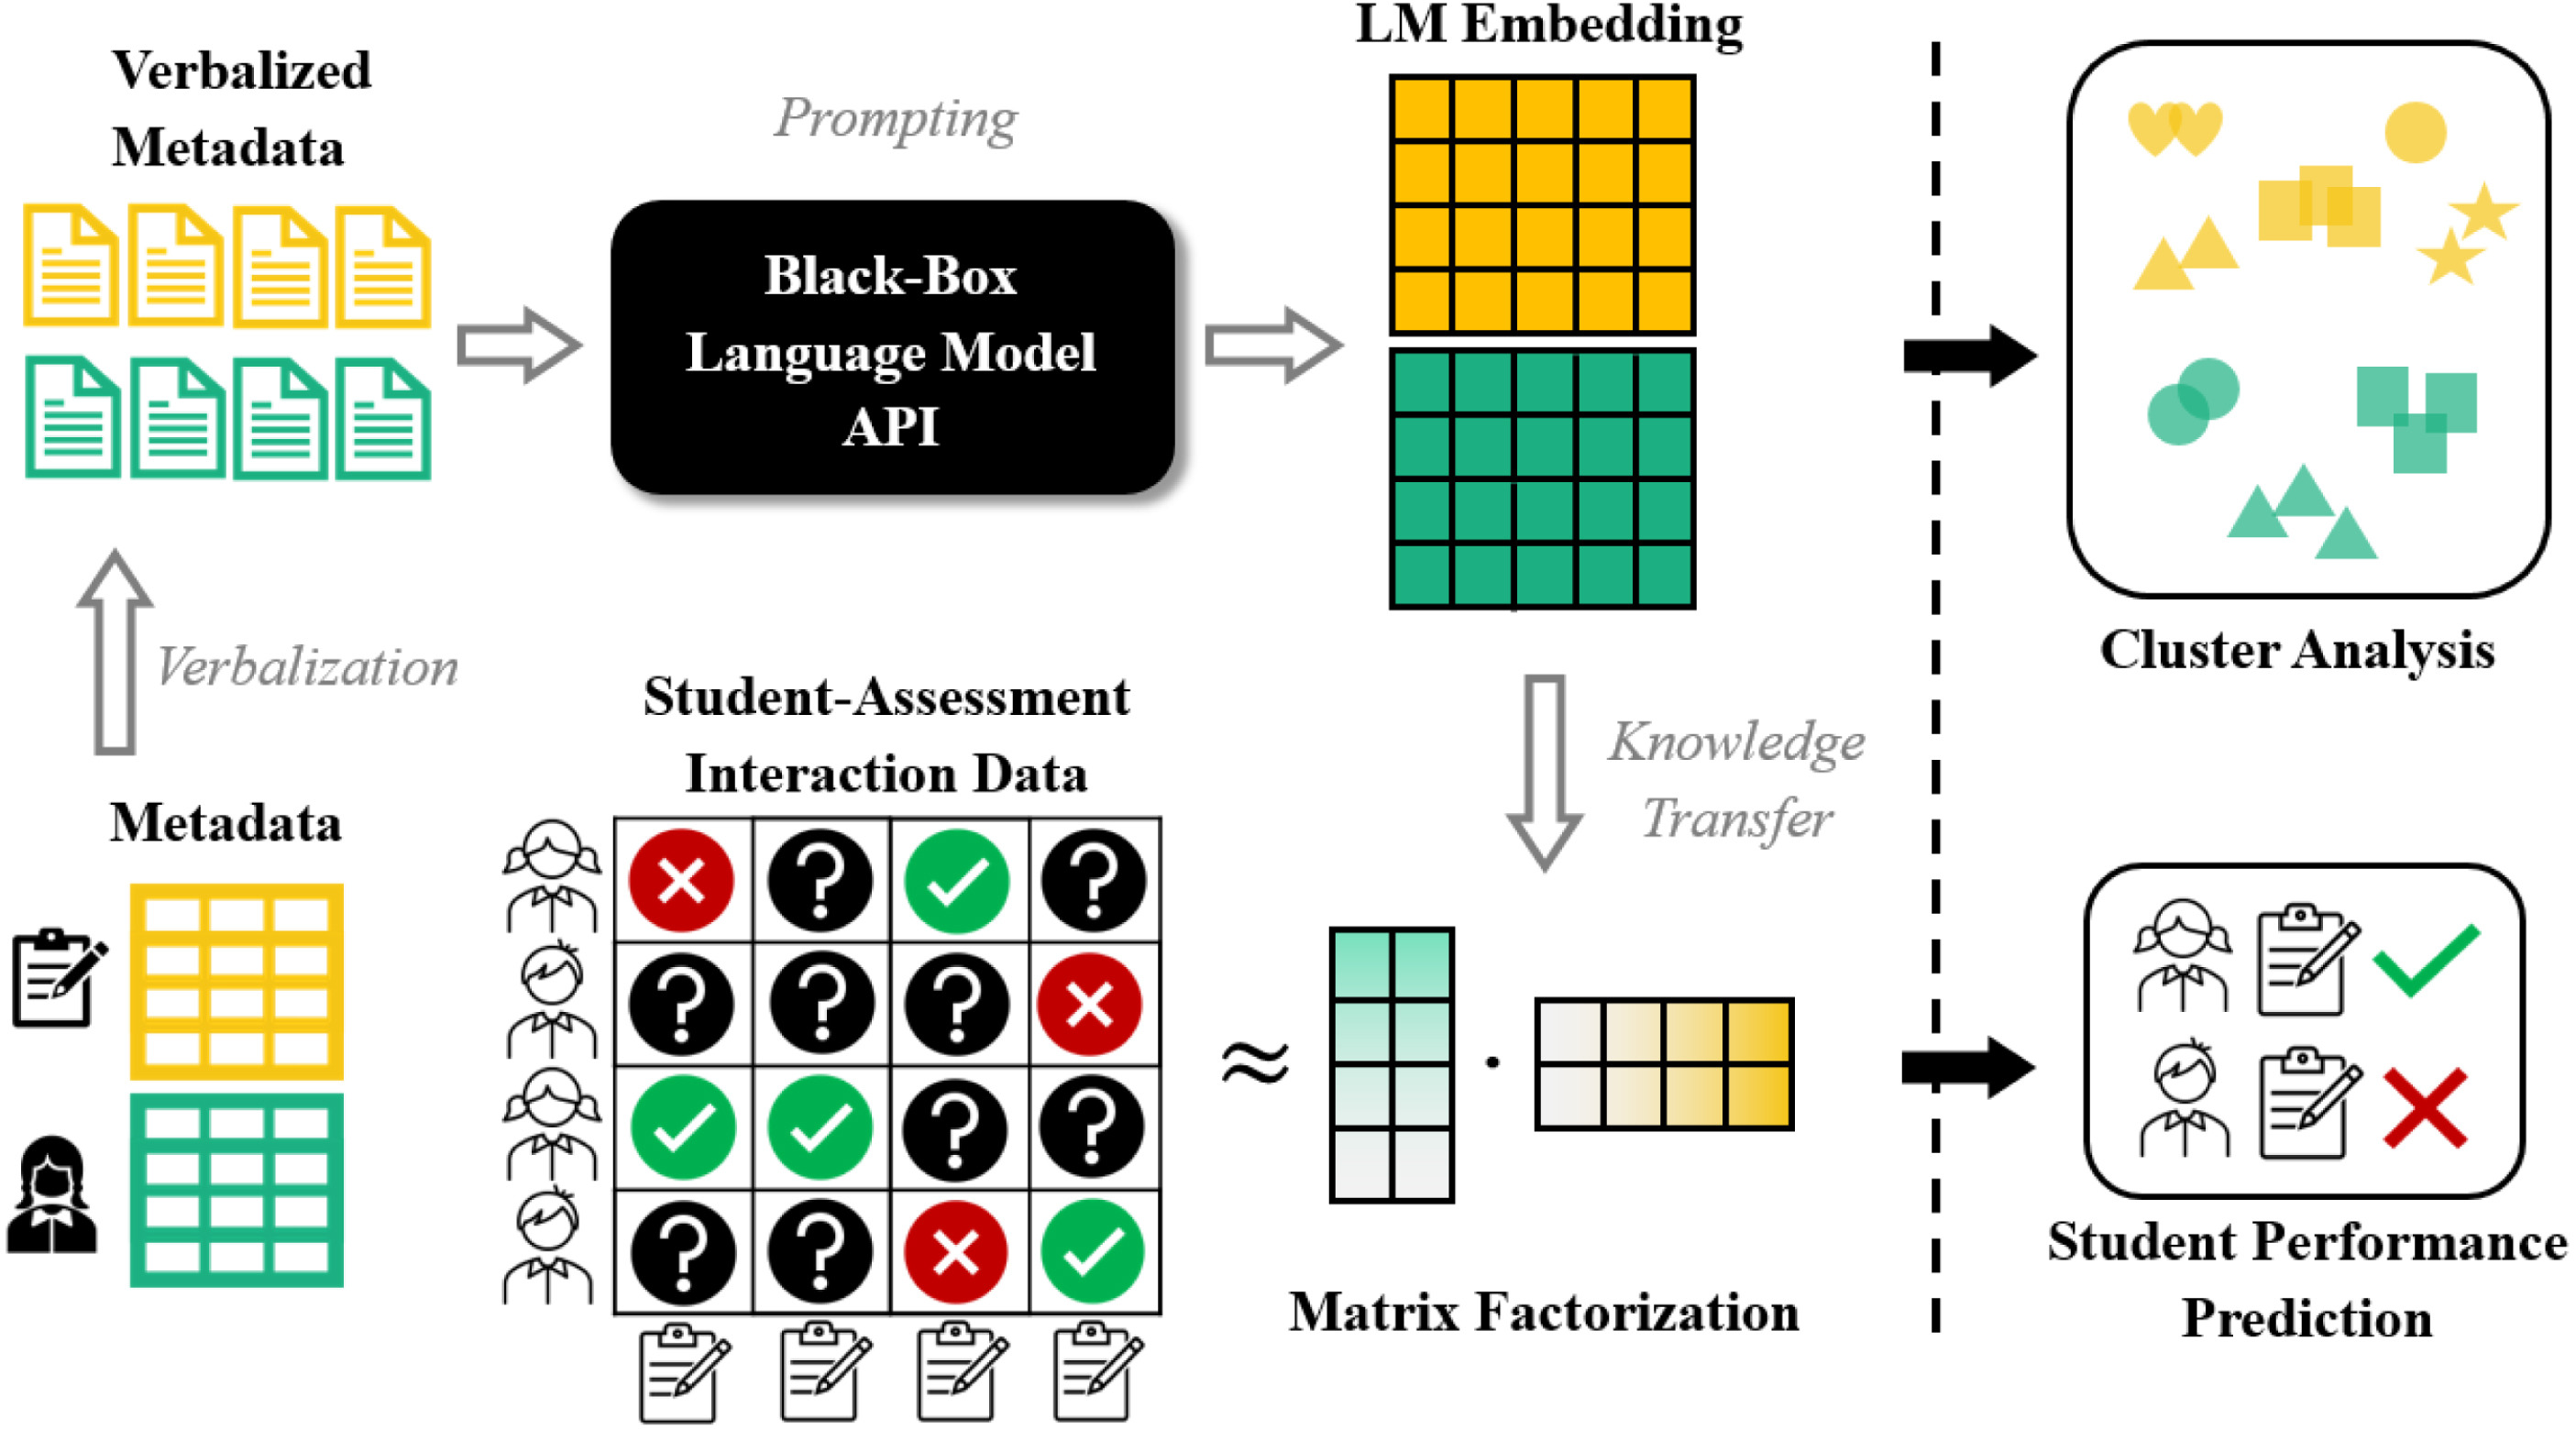 Verbalized
Metadata
Prompting
Black-Box
Language Model
API
LM Embedding
Cluster Analysis
Verbalization
Metadata
Student-Assessment
Interaction Data
Knowledge
Transfer
≈
·
Matrix Factorization
Student Performance
Prediction